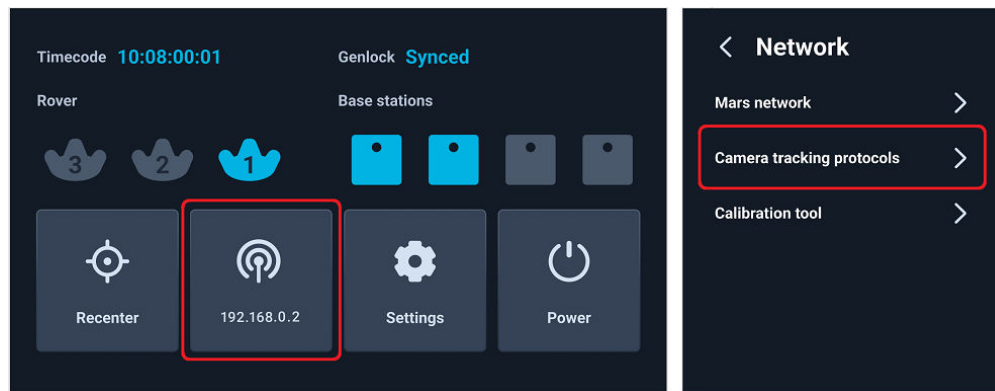 Timecode 10:08:00:01
Genlock Synced
Rover
Base stations
3 2 1
Recenter
192.168.0.2
Settings
Power
Network
Mars network
Camera tracking protocols
Calibration tool